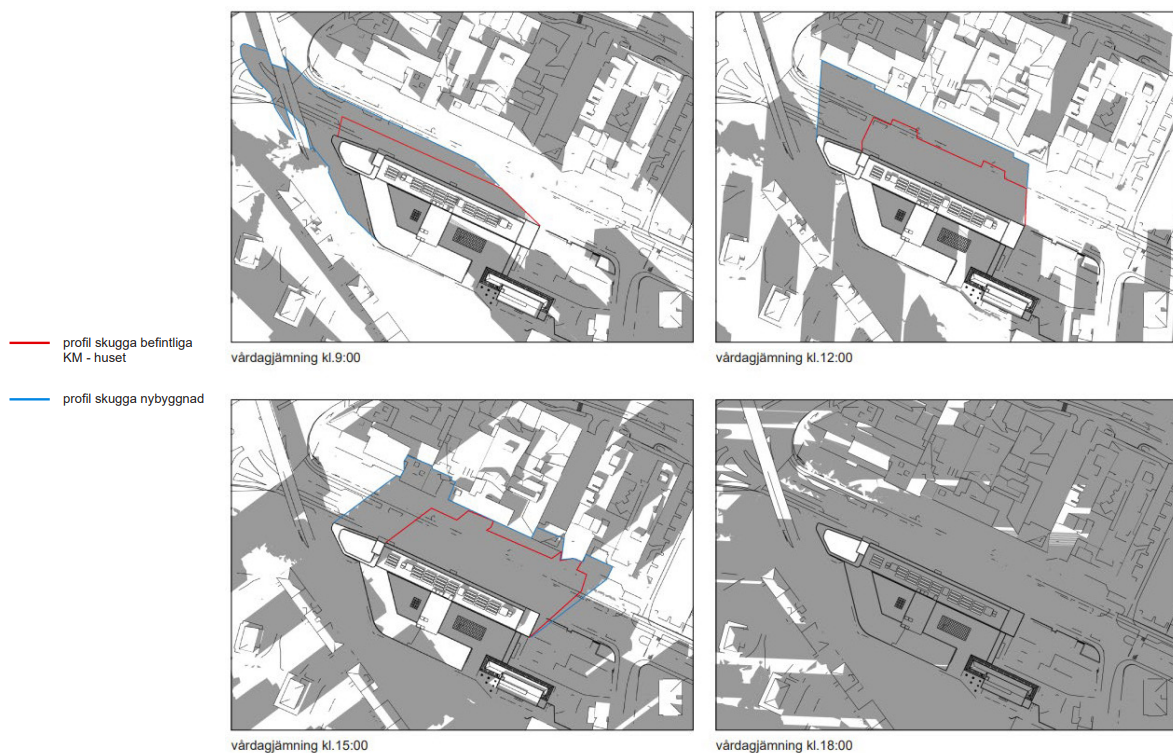 vårdagjämning kl.9:00
vårdagjämning kl.12:00
profil skugga befintliga
KM - huset
profil skugga nybyggnad
vårdagjämning kl.15:00
vårdagjämning kl.18:00